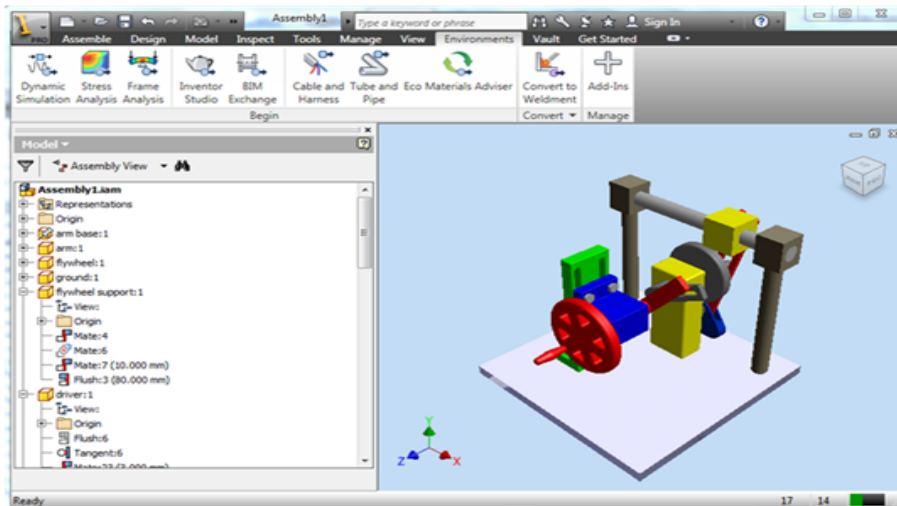 Assembly1 Type a keyword or phrase Sign In
PRO Assemble Design Model Inspect Tools Manage View Environments Vault Get Started
Dynamic Simulation
Stress Analysis
Frame Analysis
Inventor Studio
BIM Exchange
Cable and Harness
Tube and Pipe
Eco Materials Adviser
Convert to Weldment
Add-Ins
Begin Convert Manage
Model
Assembly View
Assembly1.iam
Representations
Origin
arm base:1
arm:1
flywheel:1
ground:1
flywheel support:1
View:
Origin
Mate:4
Mate:6
Mate:7 (10.000 mm)
Flush:3 (80.000 mm)
driver:1
View:
Origin
Flush:6
Tangent:6
Y
Z X
Ready 17 14